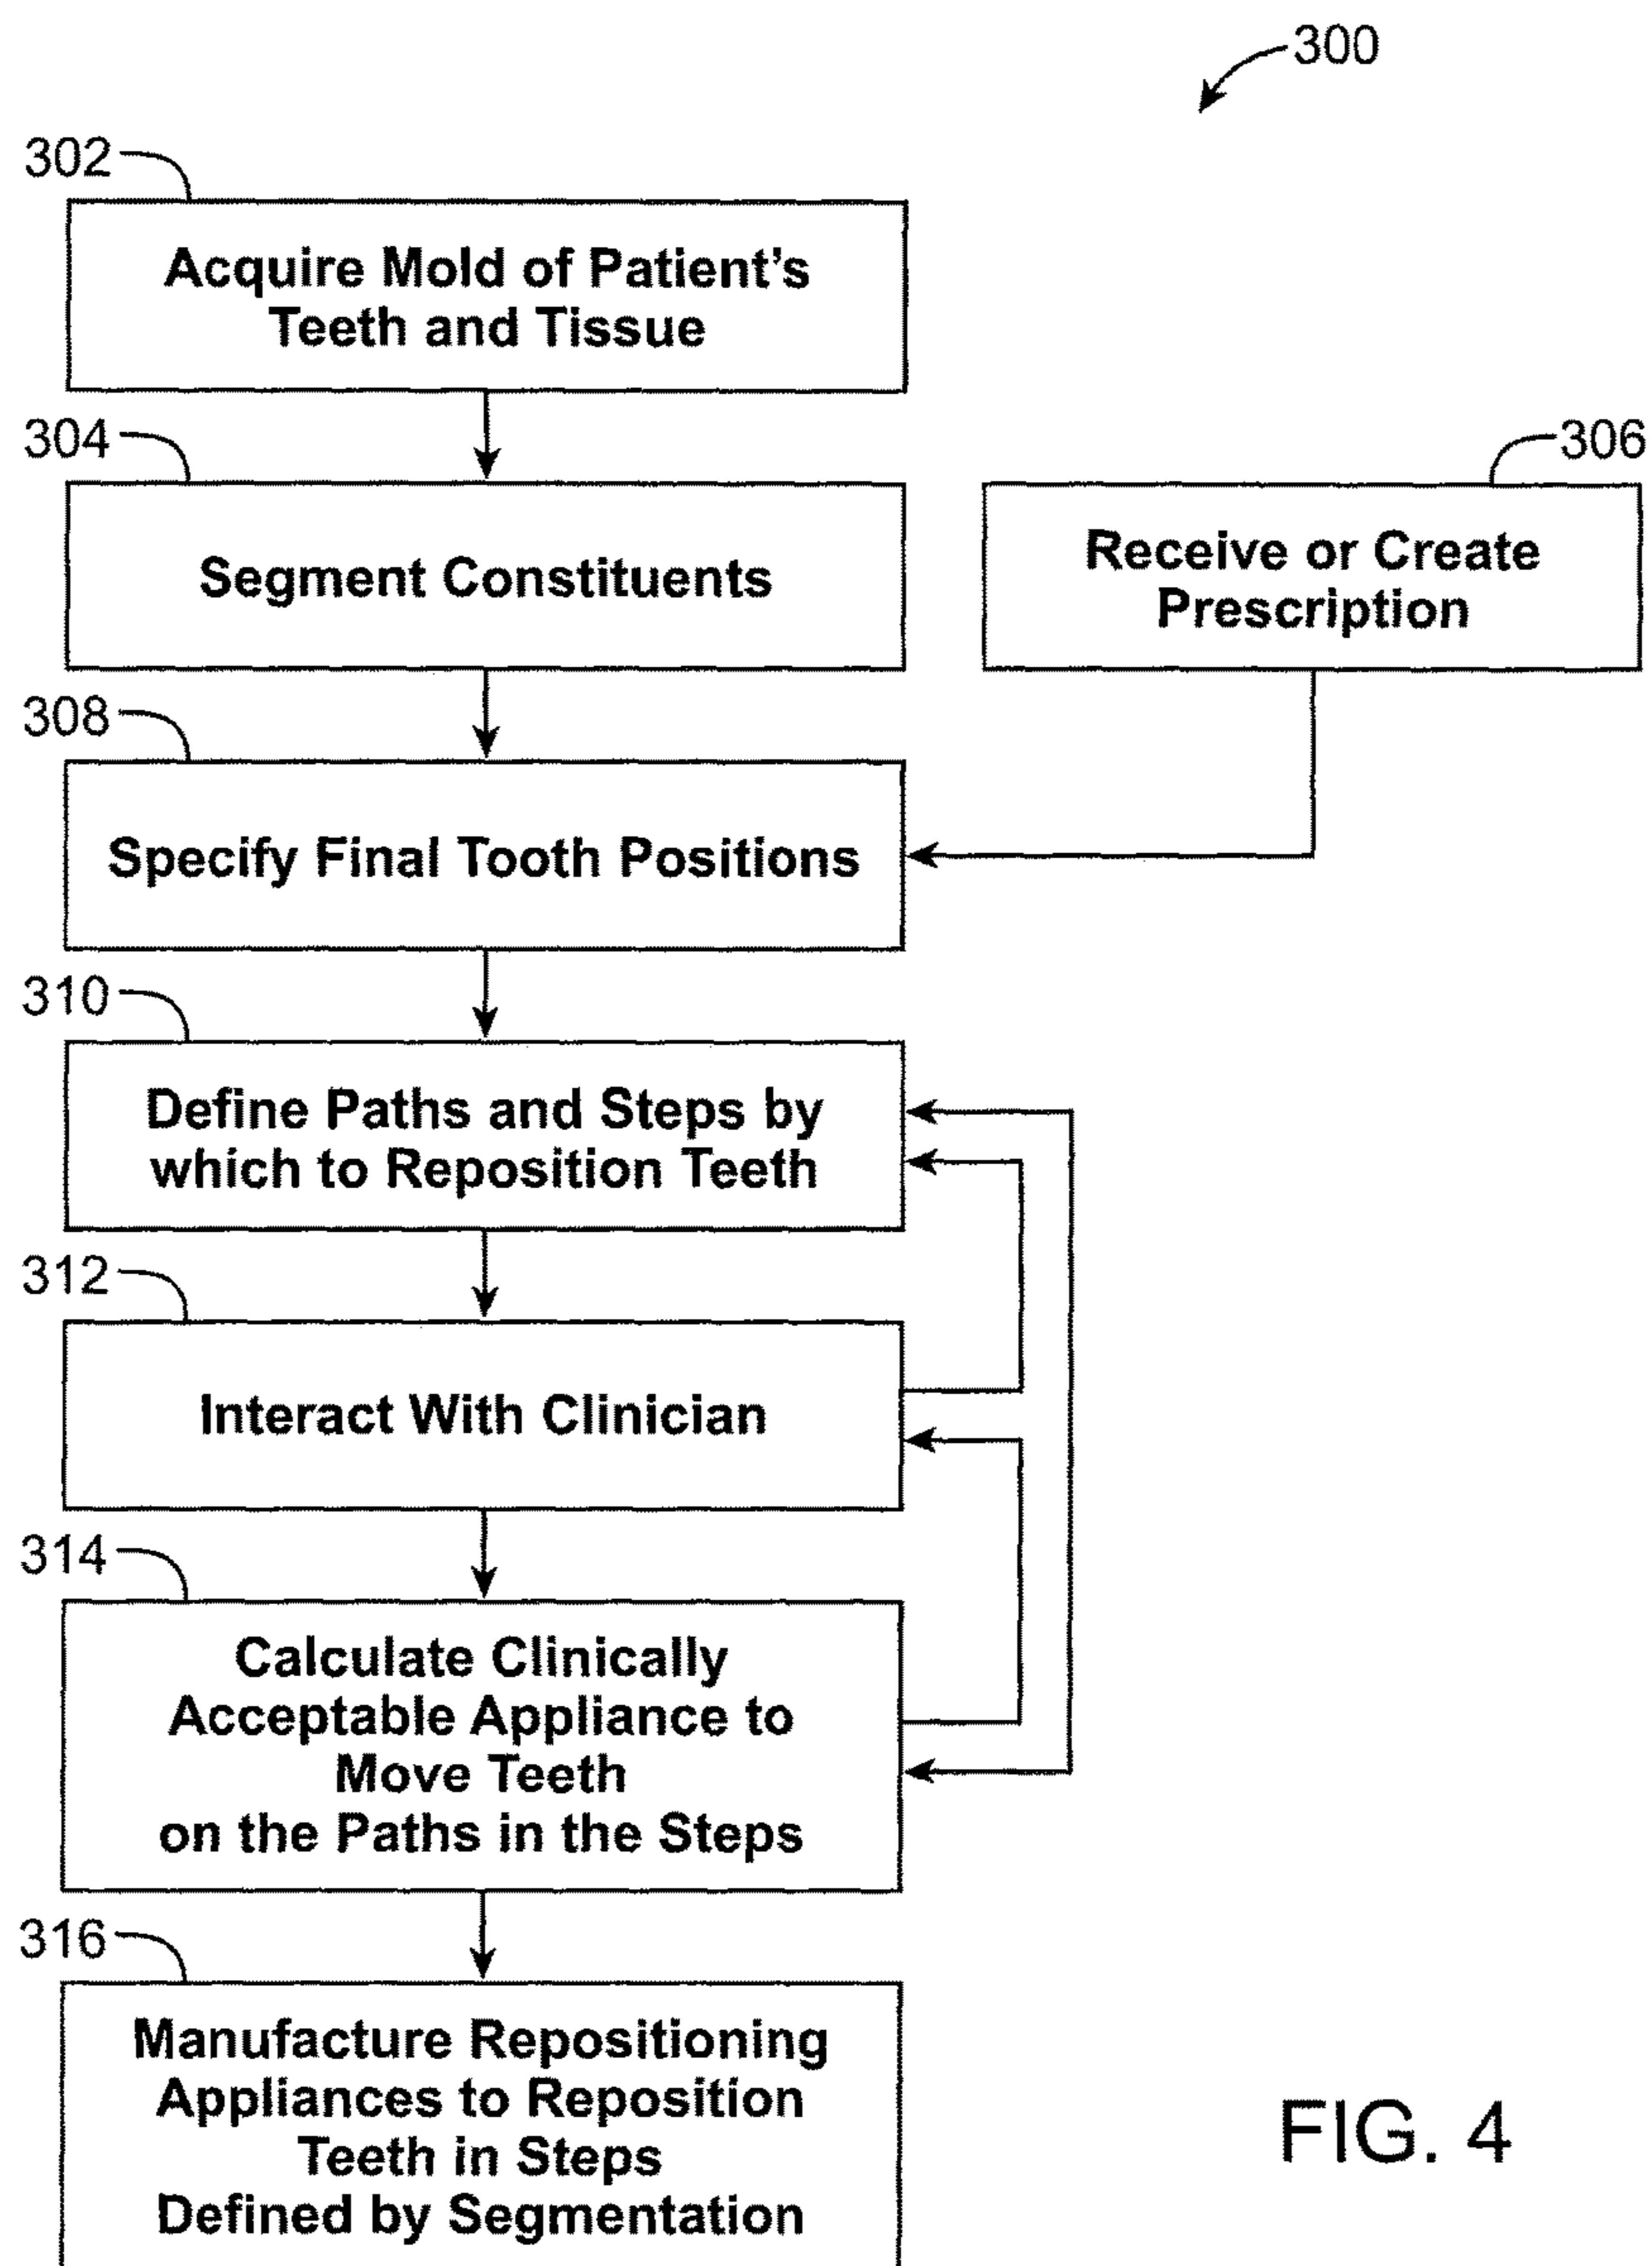 300
302
Acquire Mold of Patient's
Teeth and Tissue
304
Segment Constituents
306
Receive or Create
Prescription
308
Specify Final Tooth Positions
310
Define Paths and Steps by
which to Reposition Teeth
312
Interact With Clinician
314
Calculate Clinically
Acceptable Appliance to
Move Teeth
on the Paths in the Steps
316
Manufacture Repositioning
Appliances to Reposition
Teeth in Steps
Defined by Segmentation
FIG. 4